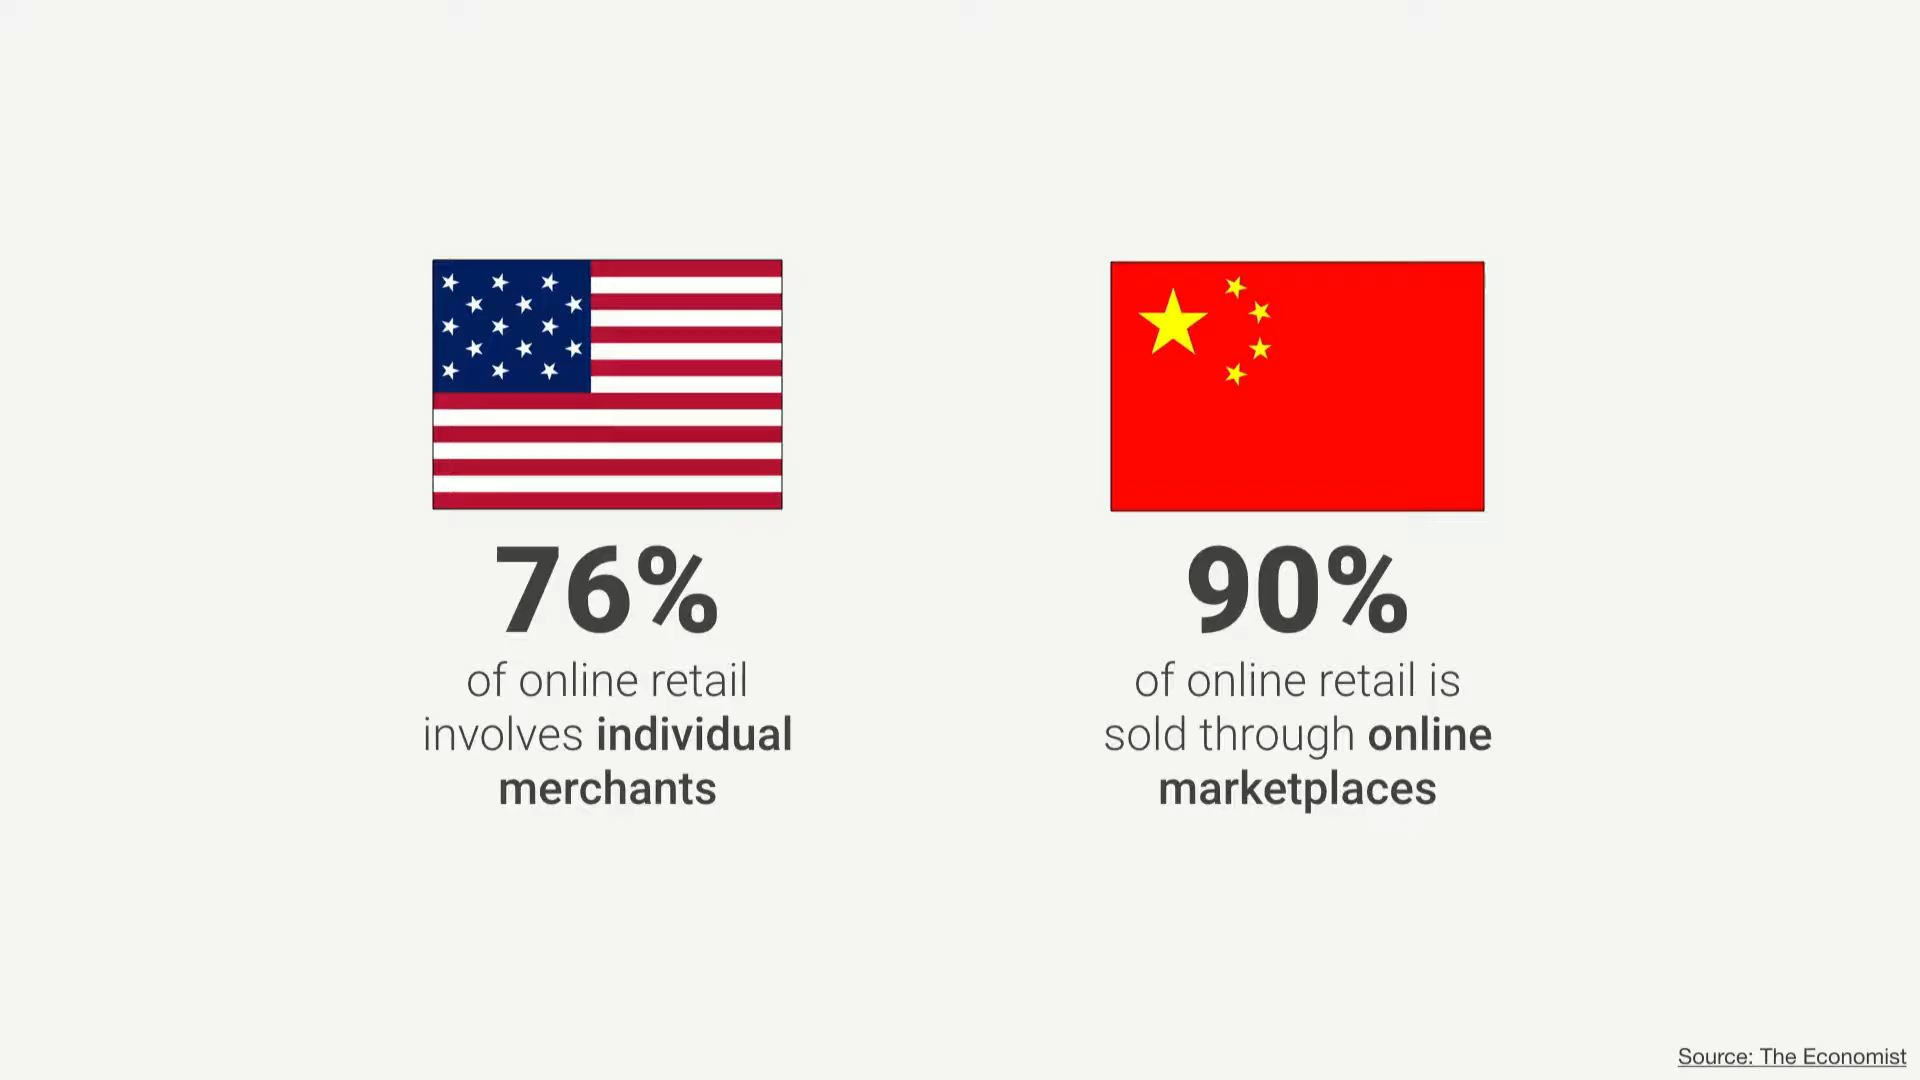 76%
of online retail
involves individual
merchants
90%
of online retail is
sold through online
marketplaces
Source: The Economist